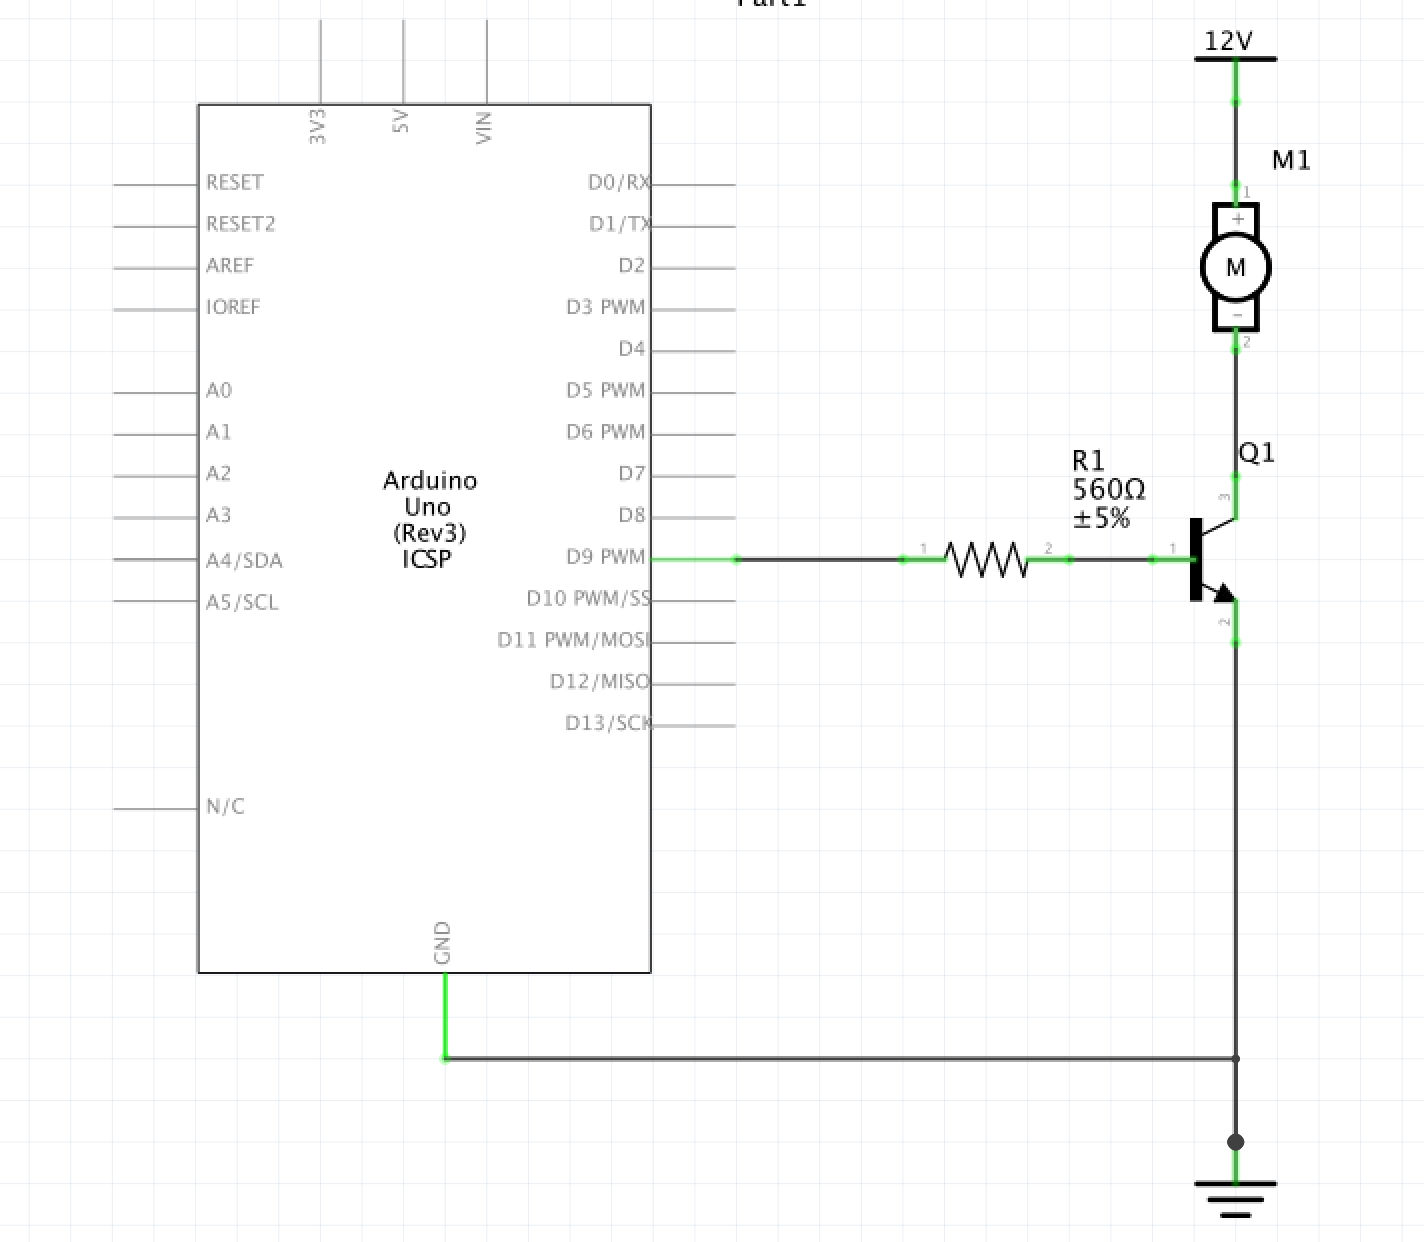 Part1
12V
M1
1
+
M
-
2
3V3
5V
VIN
RESET
RESET2
AREF
IOREF
A0
A1
A2
A3
A4/SDA
A5/SCL
N/C
D0/RX
D1/TX
D2
D3 PWM
D4
D5 PWM
D6 PWM
D7
D8
D9 PWM
D10 PWM/SS
D11 PWM/MOSI
D12/MISO
D13/SCK
Arduino
Uno
(Rev3)
ICSP
GND
R1
560Ω
±5%
1
2
Q1
3
1
2